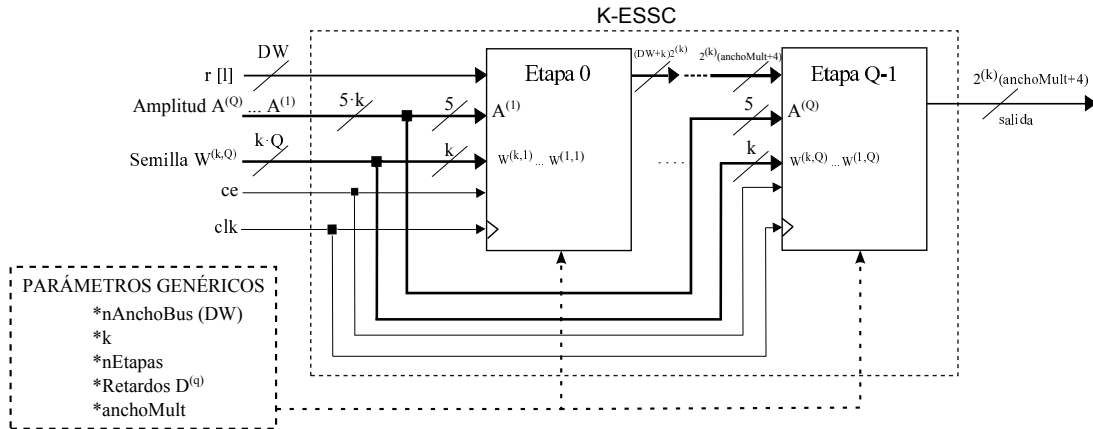 K-ESSC
DW
r [l]
Etapa 0
(DW+k)2^(k)
2^(k)(anchoMult+4)
Etapa Q-1
2^(k)(anchoMult+4)
salida
Amplitud A^(Q) ... A^(1)
5·k
5
A^(1)
5
A^(Q)
Semilla W^(k,Q)
k·Q
k
W^(k,1) ... W^(1,1)
k
W^(k,Q) ... W^(1,Q)
ce
clk
PARÁMETROS GENÉRICOS
*nAnchoBus (DW)
*k
*nEtapas
*Retardos D^(q)
*anchoMult